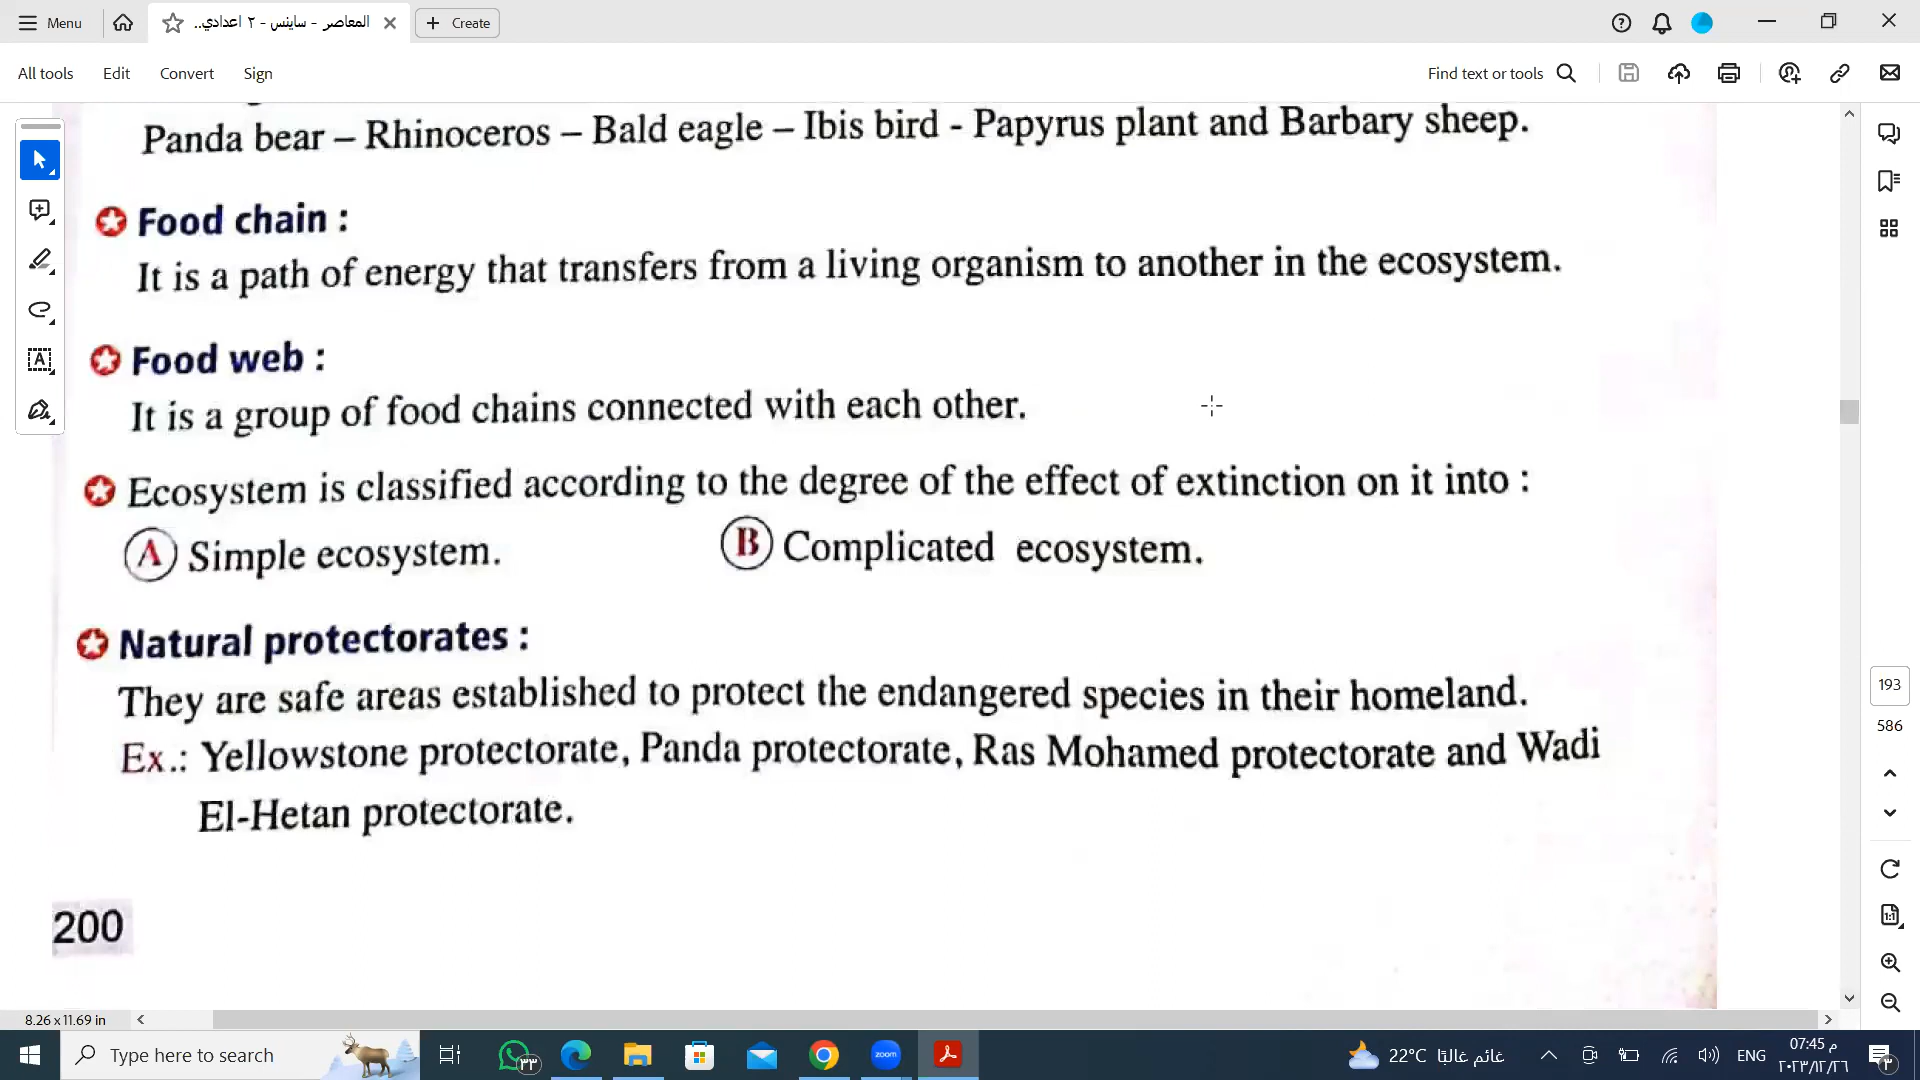 Menu
المعاصر - ساينس - ٢ اعدادي..
Create
All tools
Edit
Convert
Sign
Find text or tools
Panda bear – Rhinoceros – Bald eagle – Ibis bird - Papyrus plant and Barbary sheep.
Food chain :
It is a path of energy that transfers from a living organism to another in the ecosystem.
Food web :
It is a group of food chains connected with each other.
Ecosystem is classified according to the degree of the effect of extinction on it into :
A Simple ecosystem. B Complicated ecosystem.
Natural protectorates :
They are safe areas established to protect the endangered species in their homeland.
Ex.: Yellowstone protectorate, Panda protectorate, Ras Mohamed protectorate and Wadi
El-Hetan protectorate.
200
193
586
8.26 x 11.69 in
Type here to search
٣٣
zoom
22°C غائم غالبًا
ENG
07:45 م
٢٠٢٣/١٢/٢٦
٣